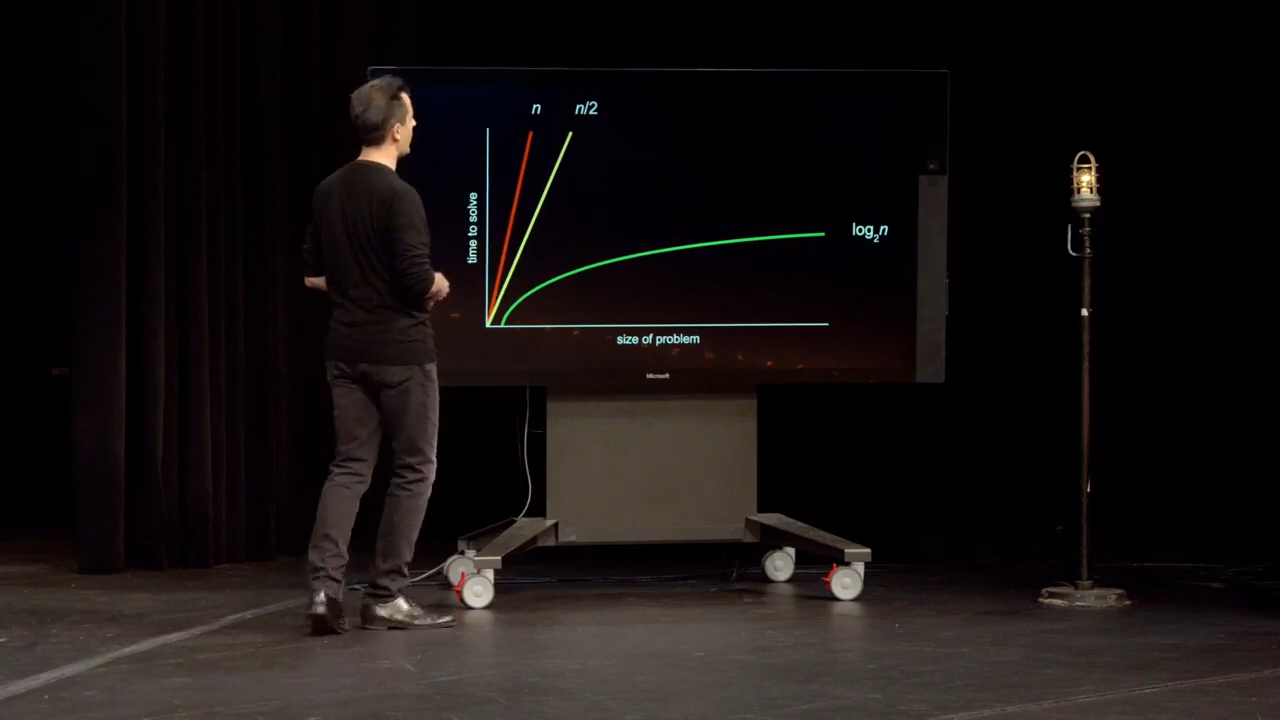 n
n/2
time to solve
log₂n
size of problem
Microsoft